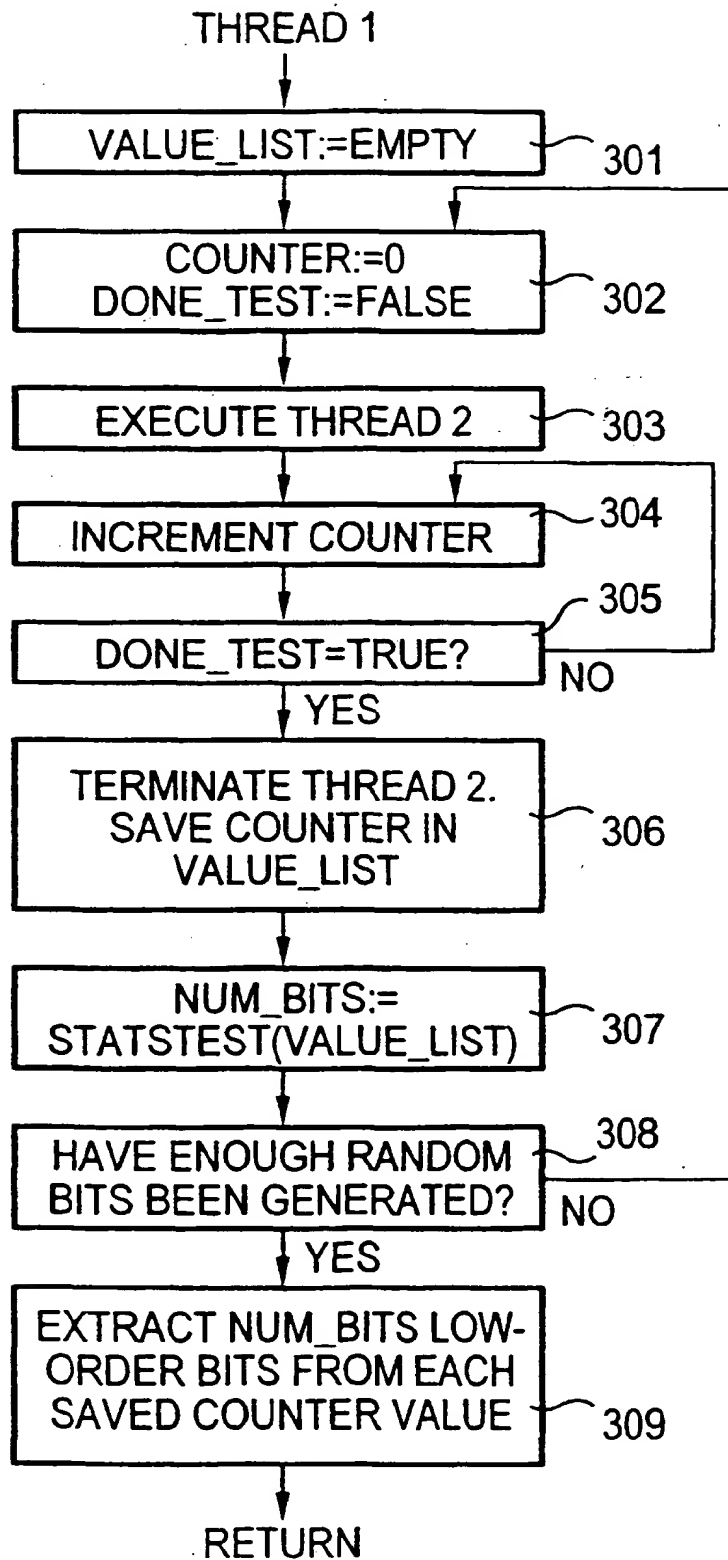 THREAD 1
VALUE_LIST:=EMPTY
301
COUNTER:=0
DONE_TEST:=FALSE
302
EXECUTE THREAD 2
303
INCREMENT COUNTER
304
DONE_TEST=TRUE?
305
NO
YES
TERMINATE THREAD 2.
SAVE COUNTER IN
VALUE_LIST
306
NUM_BITS:=
STATSTEST(VALUE_LIST)
307
HAVE ENOUGH RANDOM
BITS BEEN GENERATED?
308
NO
YES
EXTRACT NUM_BITS LOW-
ORDER BITS FROM EACH
SAVED COUNTER VALUE
309
RETURN